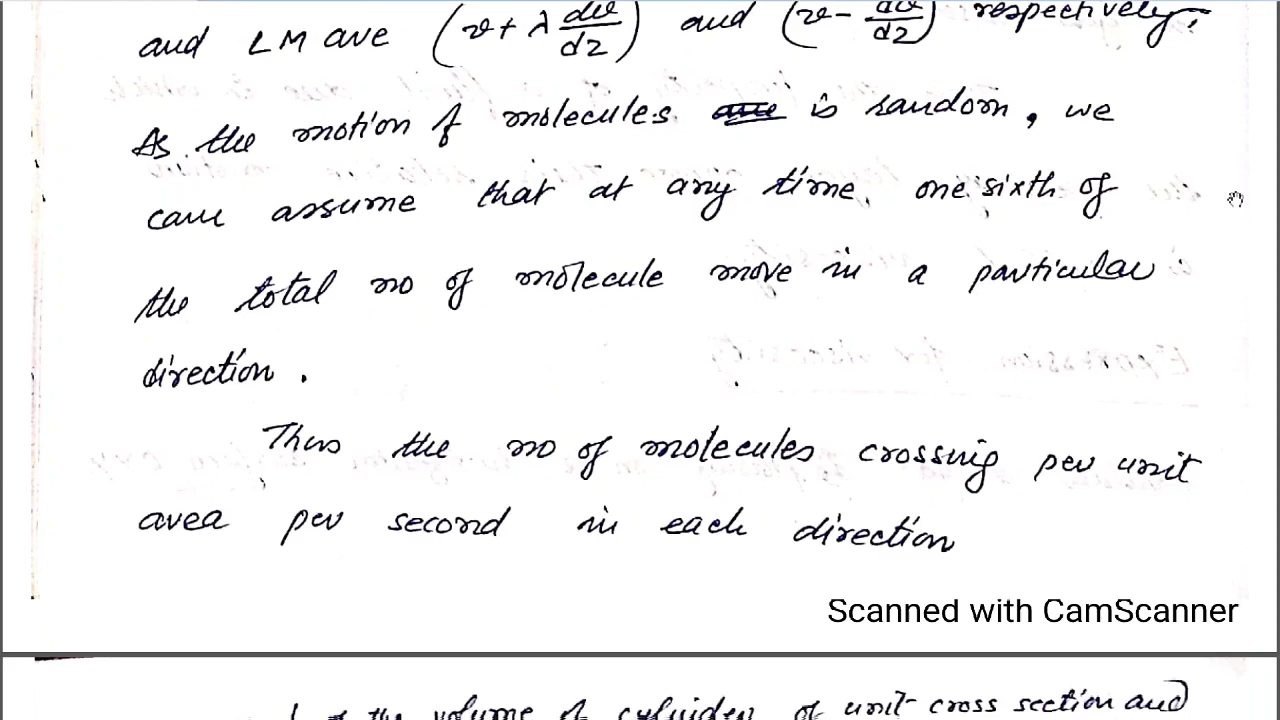 and LM are (v + λ dv/dz) and (v - dv/dz) respectively.
As the motion of molecules is random, we
can assume that at any time, one sixth of
the total no of molecule move in a particular
direction.
Thus the no of molecules crossing per unit
area per second in each direction
Scanned with CamScanner
of the volume of cylinder of unit cross section and